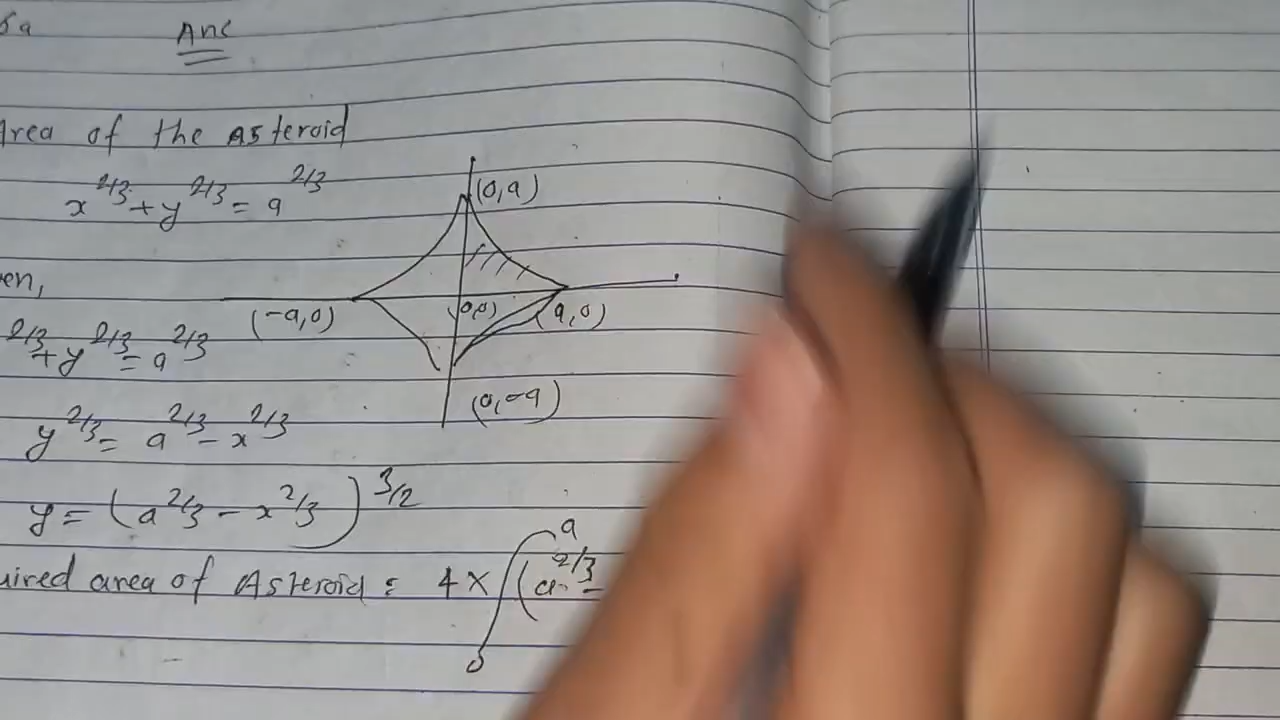 Ans
Area of the Asteroid
x^2/3 + y^2/3 = a^2/3
(0,a)
(-a,0)
(0,0)
(a,0)
(0,-a)
^2/3 + y^2/3 = a^2/3
y^2/3 = a^2/3 - x^2/3
y = (a^2/3 - x^2/3)^3/2
uired area of Asteroid = 4 × ∫_0^a (a^2/3 -